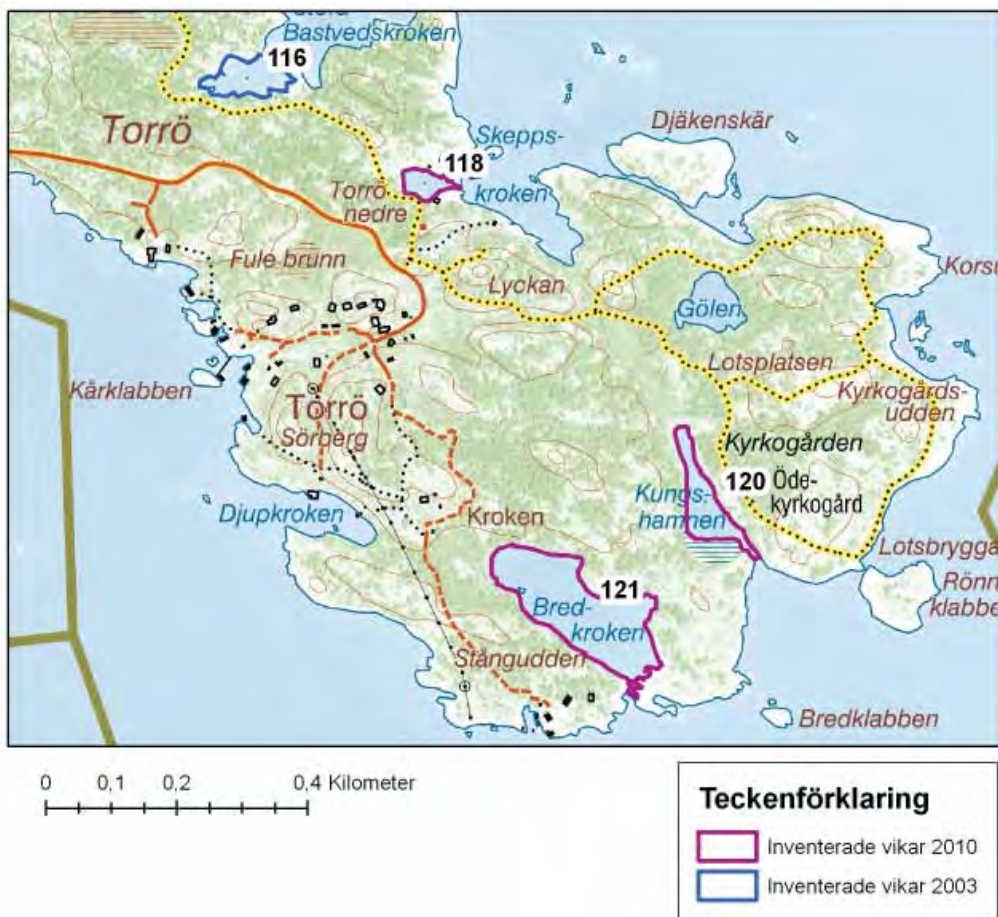 Bastvedskroken
116
Torrö
Skepps-
kroken
118
Djäkenskär
Torrö
nedre
Fule brunn
Lyckan
Gölen
Lotsplatsen
Kårklabben
Kyrkogårds-
udden
Torrö
Sörberg
Kyrkogården
120
Öde-
kyrkogård
Kungs-
hamnen
Djupkroken
Kroken
121
Bred-
kroken
Stångudden
Bredklabben
0 0,1 0,2 0,4 Kilometer
Teckenförklaring
Inventerade vikar 2010
Inventerade vikar 2003